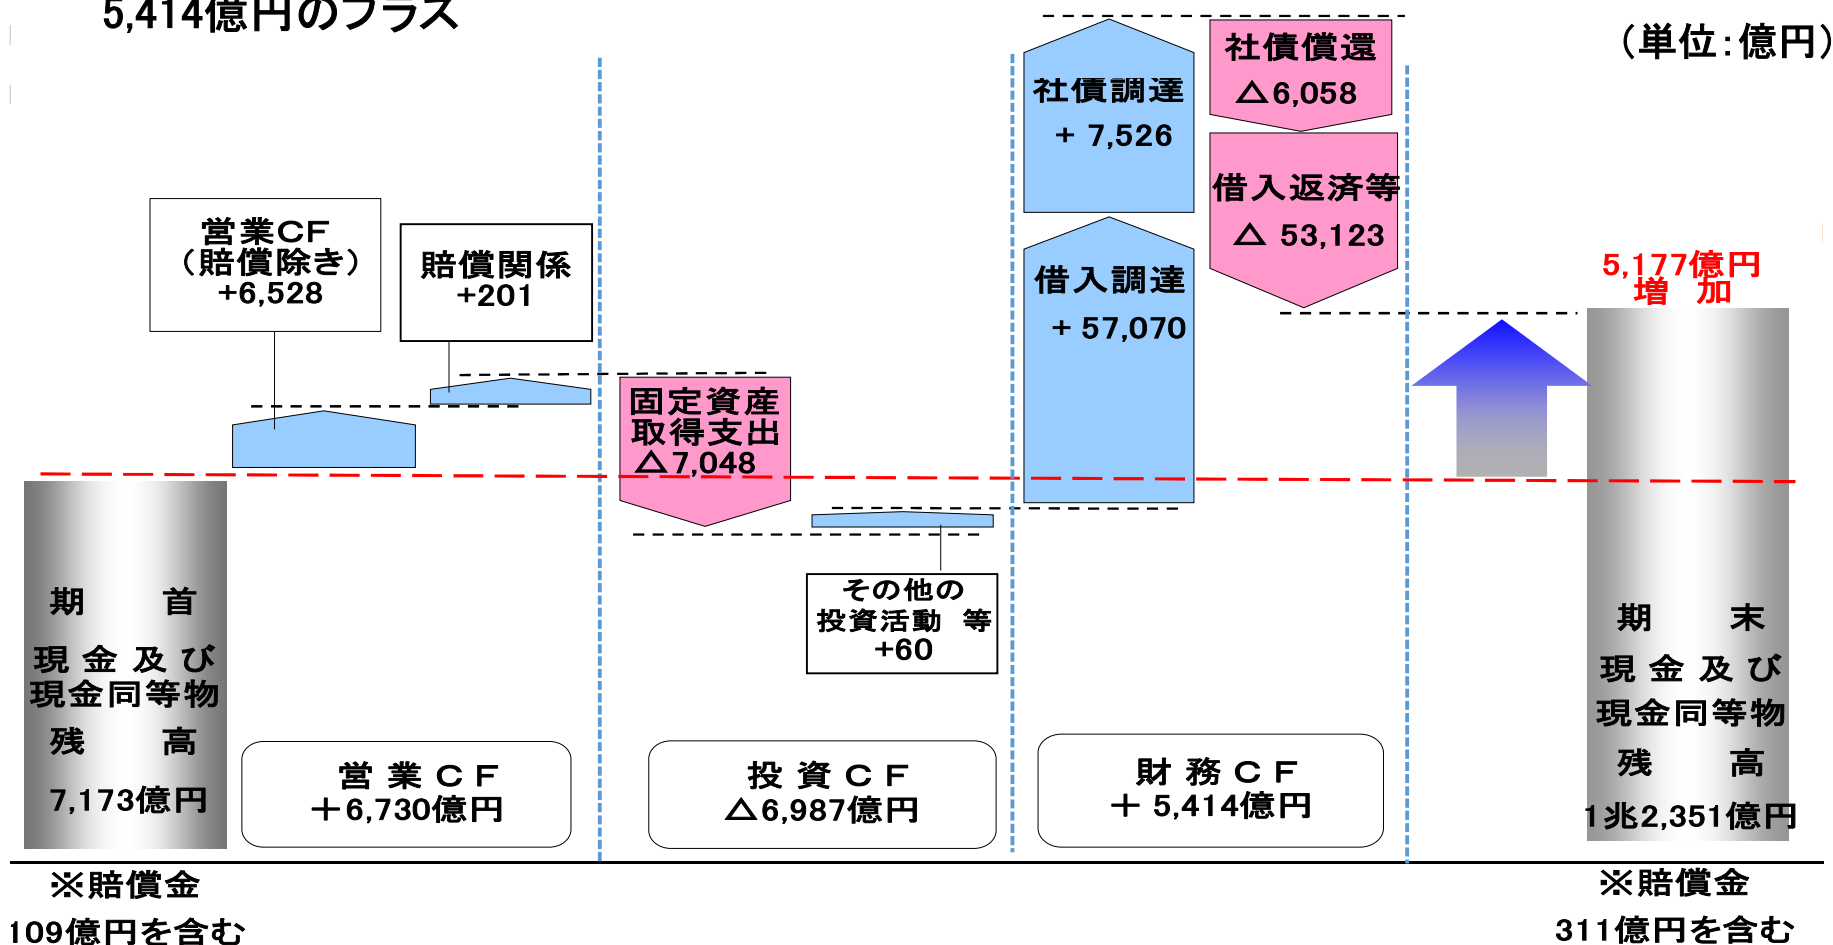 5,414億円のプラス
（単位：億円）
社債調達
+ 7,526
社債償還
△6,058
借入返済等
△ 53,123
借入調達
+ 57,070
営業CF
（賠償除き）
+6,528
賠償関係
+201
固定資産
取得支出
△7,048
その他の
投資活動　等
+60
5,177億円
増　加
期　首
現金及び
現金同等物
残　高
7,173億円
営業CF
＋6,730億円
投資CF
△6,987億円
財務CF
＋ 5,414億円
期　末
現金及び
現金同等物
残　高
1兆2,351億円
※賠償金
109億円を含む
※賠償金
311億円を含む